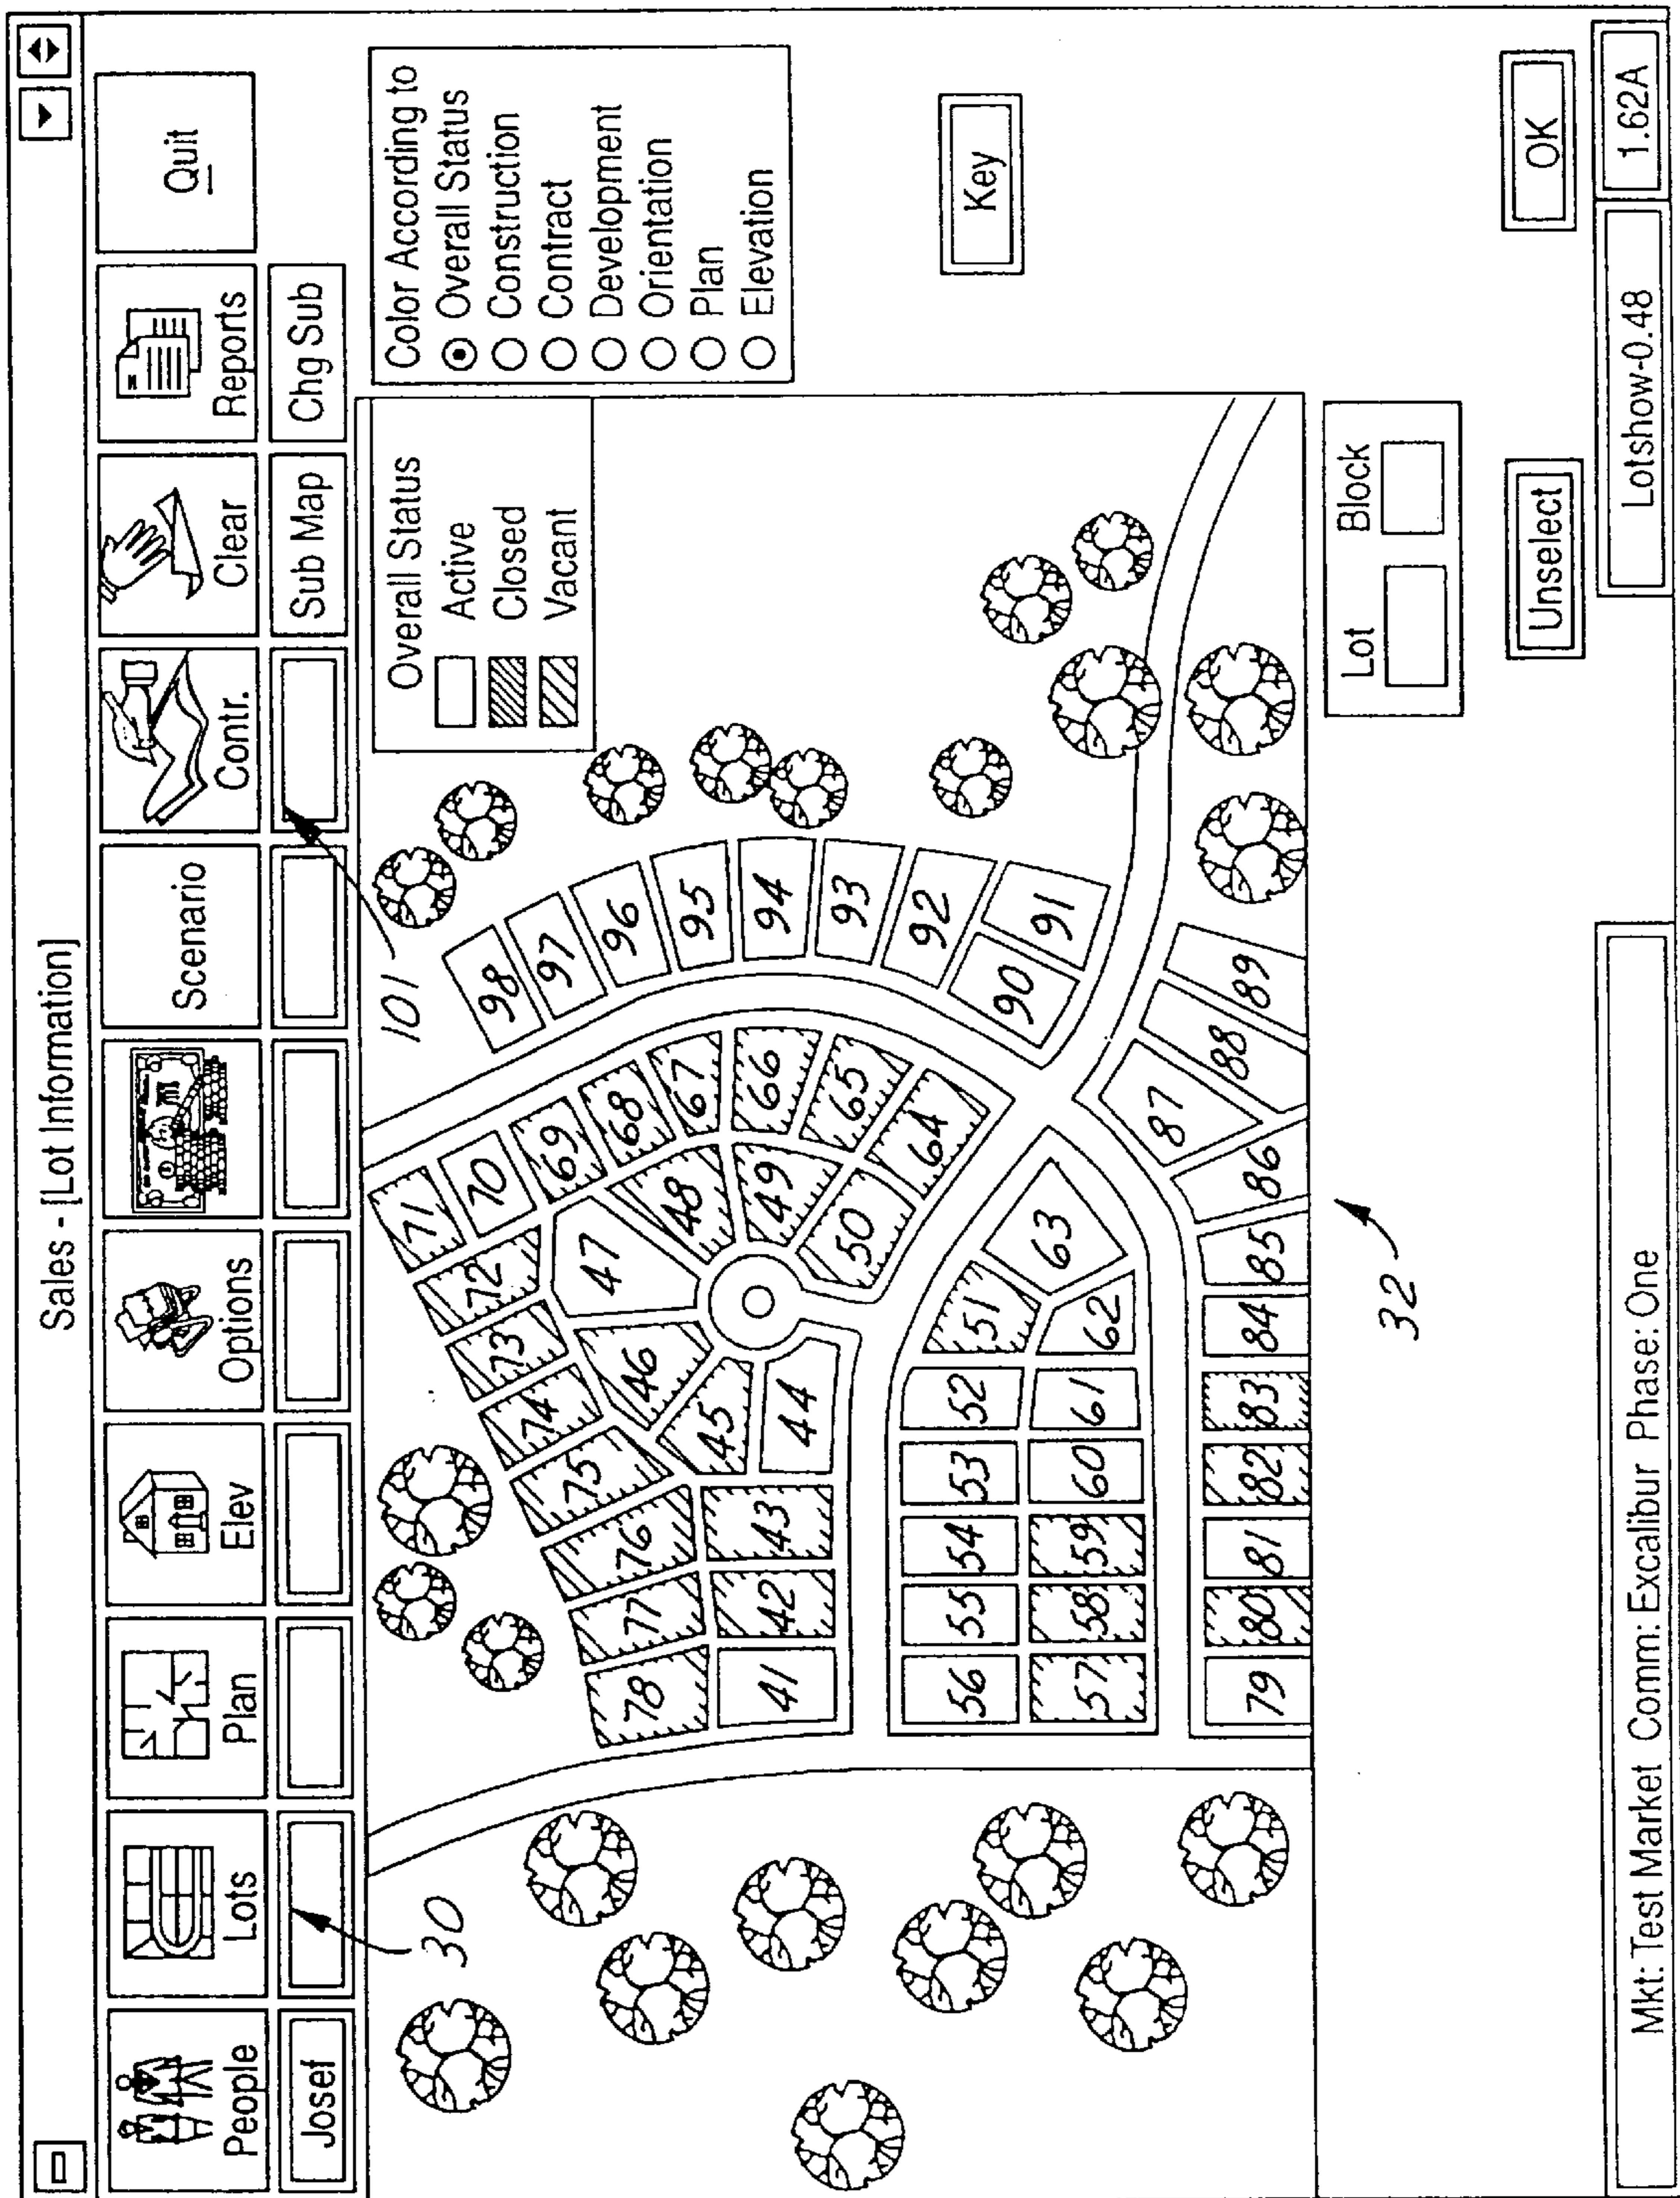 Sales - [Lot Information]
People
Lots
Plan
Elev
Options
Scenario
Contr.
Clear
Reports
Quit
Josef
Sub Map
Chg Sub
30
101
Overall Status
Active
Closed
Vacant
Color According to
Overall Status
Construction
Contract
Development
Orientation
Plan
Elevation
Key
78
77
76
75
74
73
72
71
70
69
68
67
66
65
64
98
97
96
95
94
93
92
91
90
41
42
43
44
45
46
47
48
49
50
56
55
54
53
52
51
63
57
58
59
60
61
62
79
80
81
82
83
84
85
86
87
88
89
32
Lot
Block
Unselect
OK
Mkt: Test Market Comm: Excalibur Phase: One
Lotshow-0.48
1.62A